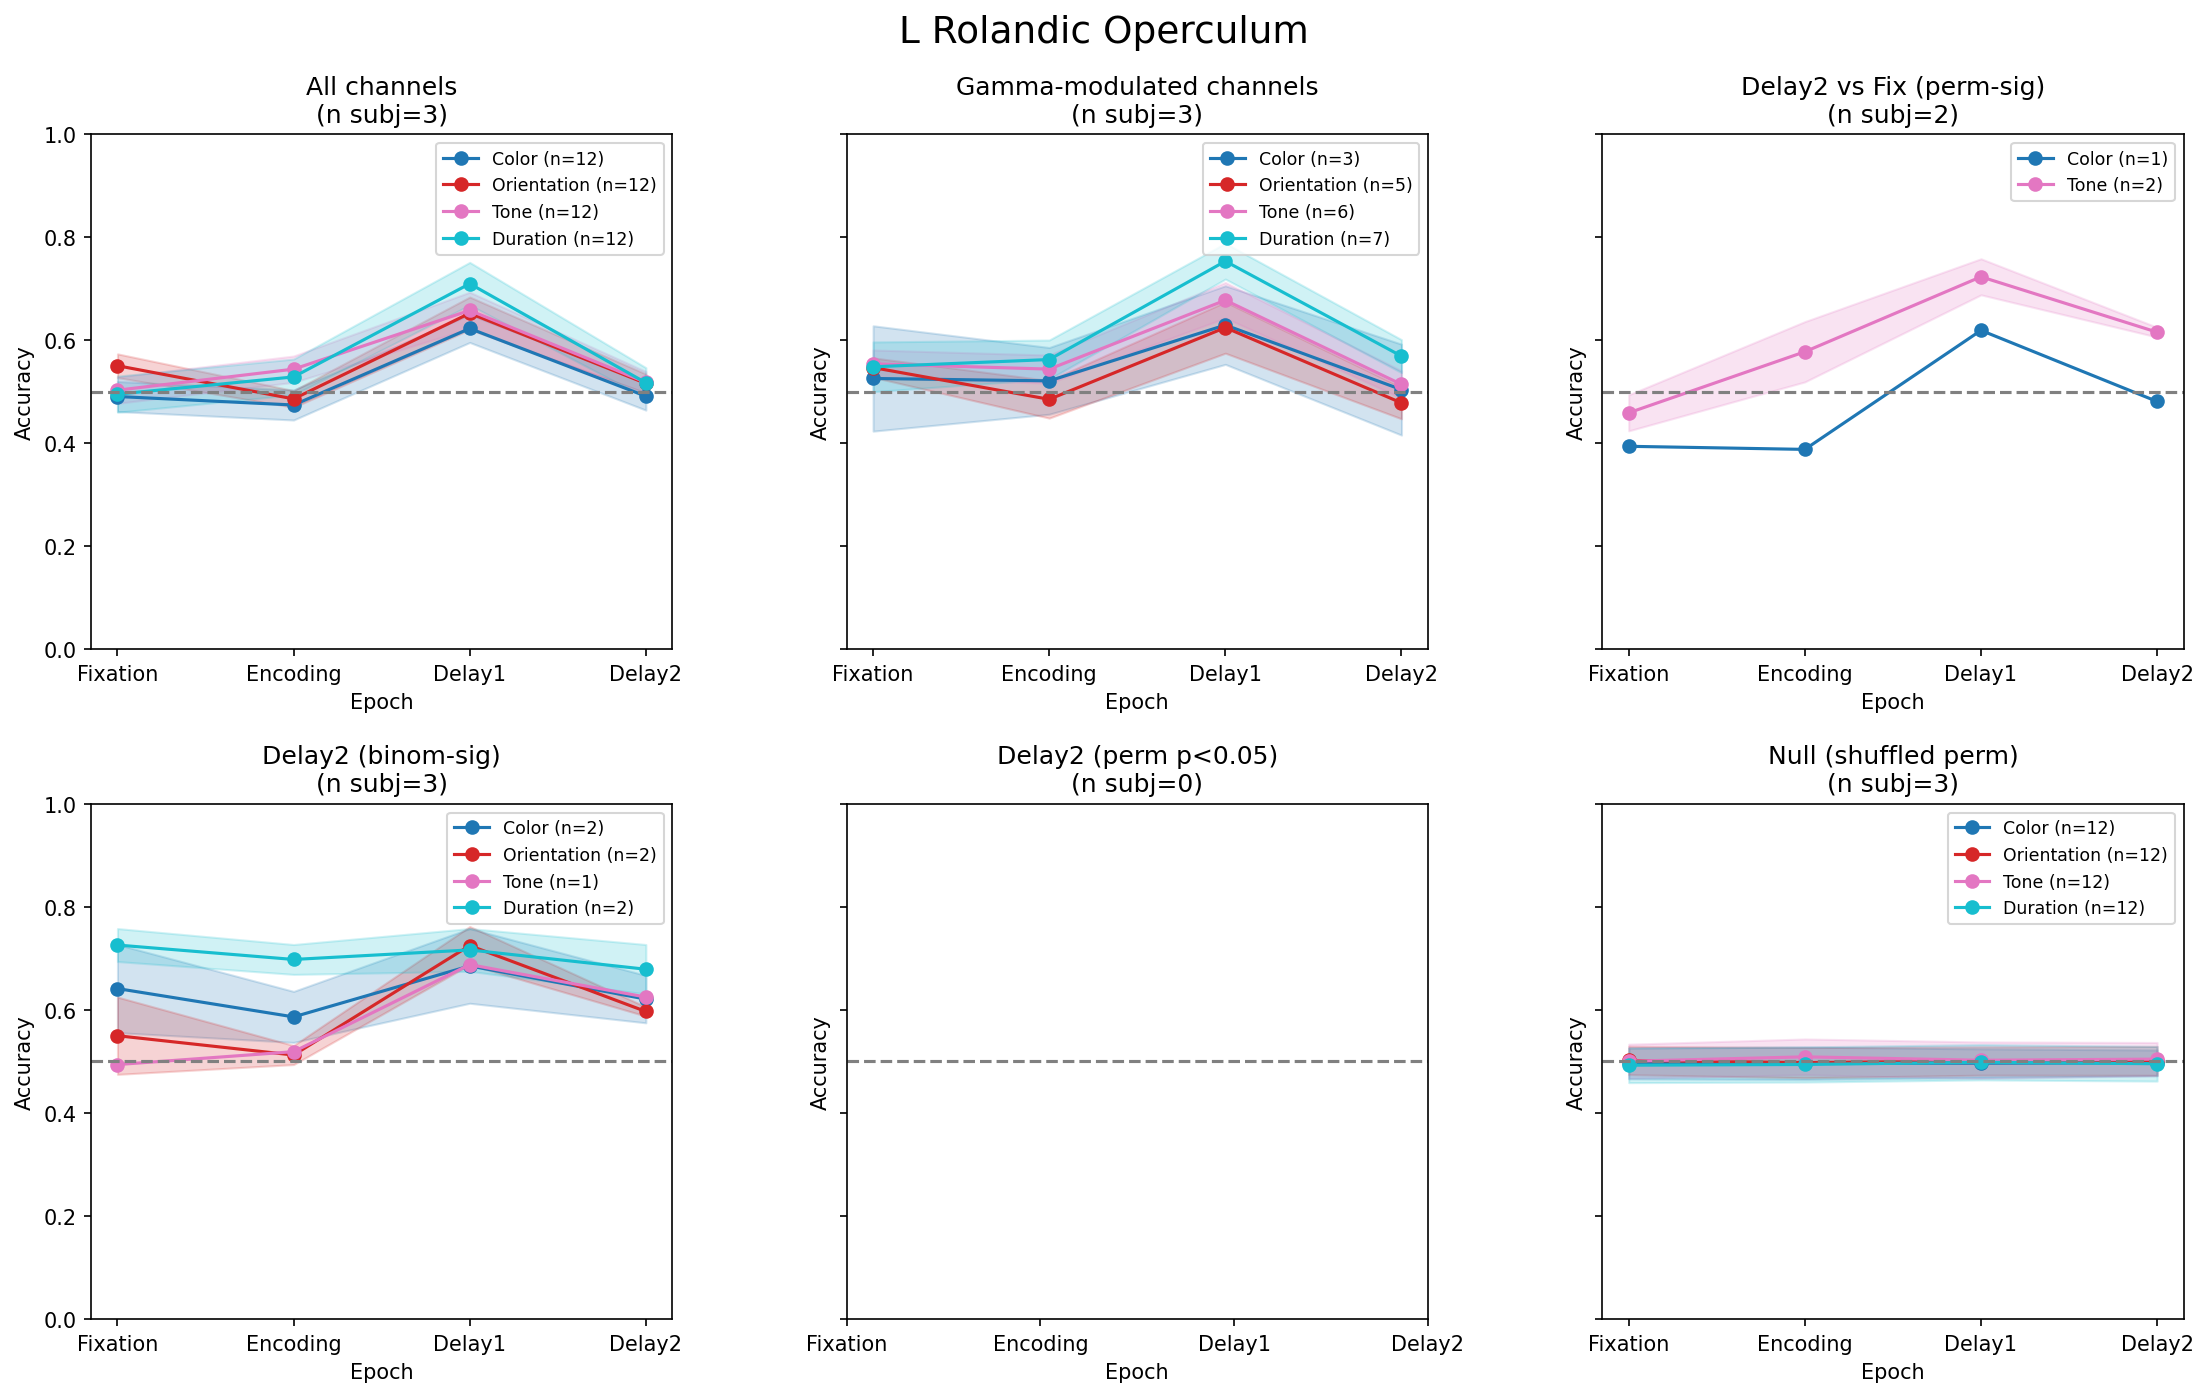 L Rolandic Operculum
All channels
(n subj=3)
Accuracy
1.0
0.8
0.6
0.4
0.2
0.0
Color (n=12)
Orientation (n=12)
Tone (n=12)
Duration (n=12)
Fixation Encoding Delay1 Delay2
Epoch
Gamma-modulated channels
(n subj=3)
Accuracy
Color (n=3)
Orientation (n=5)
Tone (n=6)
Duration (n=7)
Fixation Encoding Delay1 Delay2
Epoch
Delay2 vs Fix (perm-sig)
(n subj=2)
Accuracy
Color (n=1)
Tone (n=2)
Fixation Encoding Delay1 Delay2
Epoch
Delay2 (binom-sig)
(n subj=3)
Accuracy
1.0
0.8
0.6
0.4
0.2
0.0
Color (n=2)
Orientation (n=2)
Tone (n=1)
Duration (n=2)
Fixation Encoding Delay1 Delay2
Epoch
Delay2 (perm p<0.05)
(n subj=0)
Accuracy
Fixation Encoding Delay1 Delay2
Epoch
Null (shuffled perm)
(n subj=3)
Accuracy
Color (n=12)
Orientation (n=12)
Tone (n=12)
Duration (n=12)
Fixation Encoding Delay1 Delay2
Epoch